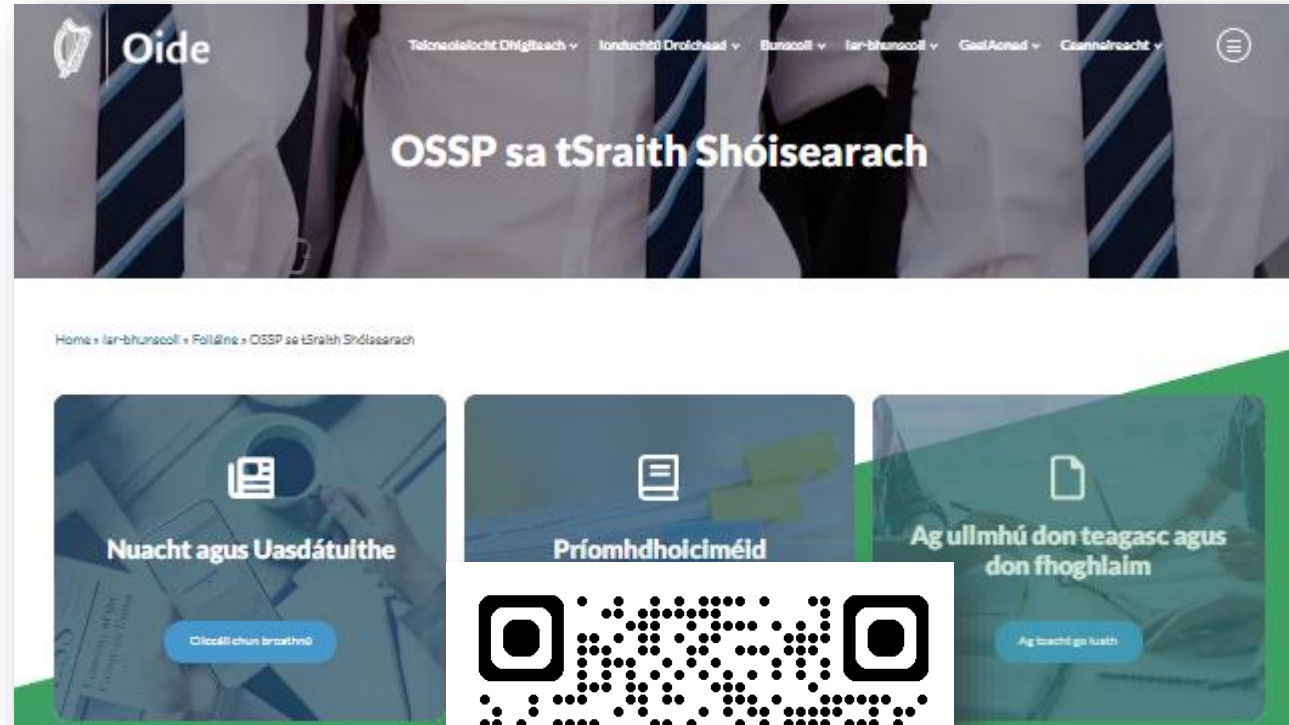 Oide
Teicneolaíocht Dhigiteach Ionduchtú Droichead Bunscoil Iar-bhunscoil GaelAonad Ceannaireacht
OSSP sa tSraith Shóisearach
Home » Iar-bhunscoil » Folláine » OSSP sa tSraith Shóisearach
Nuacht agus Uasdátuithe
Cliceáil chun brathnú
Príomhdhoiciméid
Ag ullmhú don teagasc agus
don fhoghlaim
Ag teacht go luath